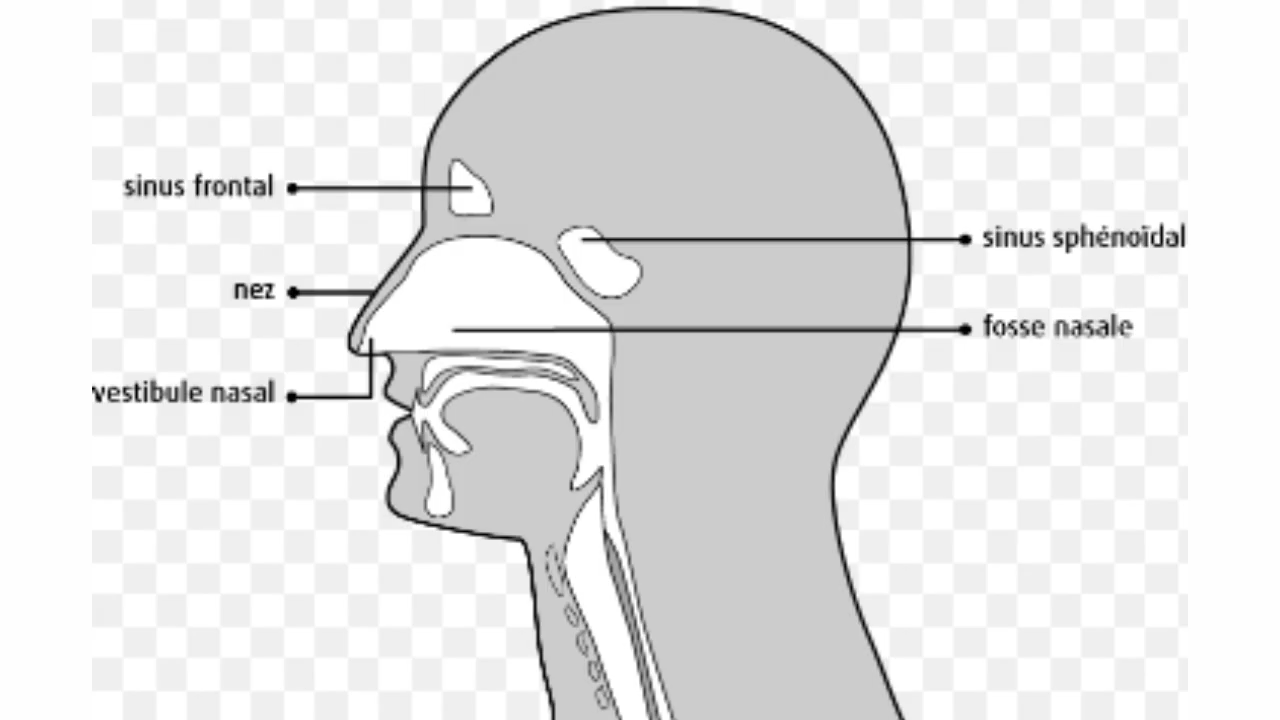 sinus frontal
sinus sphénoïdal
nez
fosse nasale
vestibule nasal